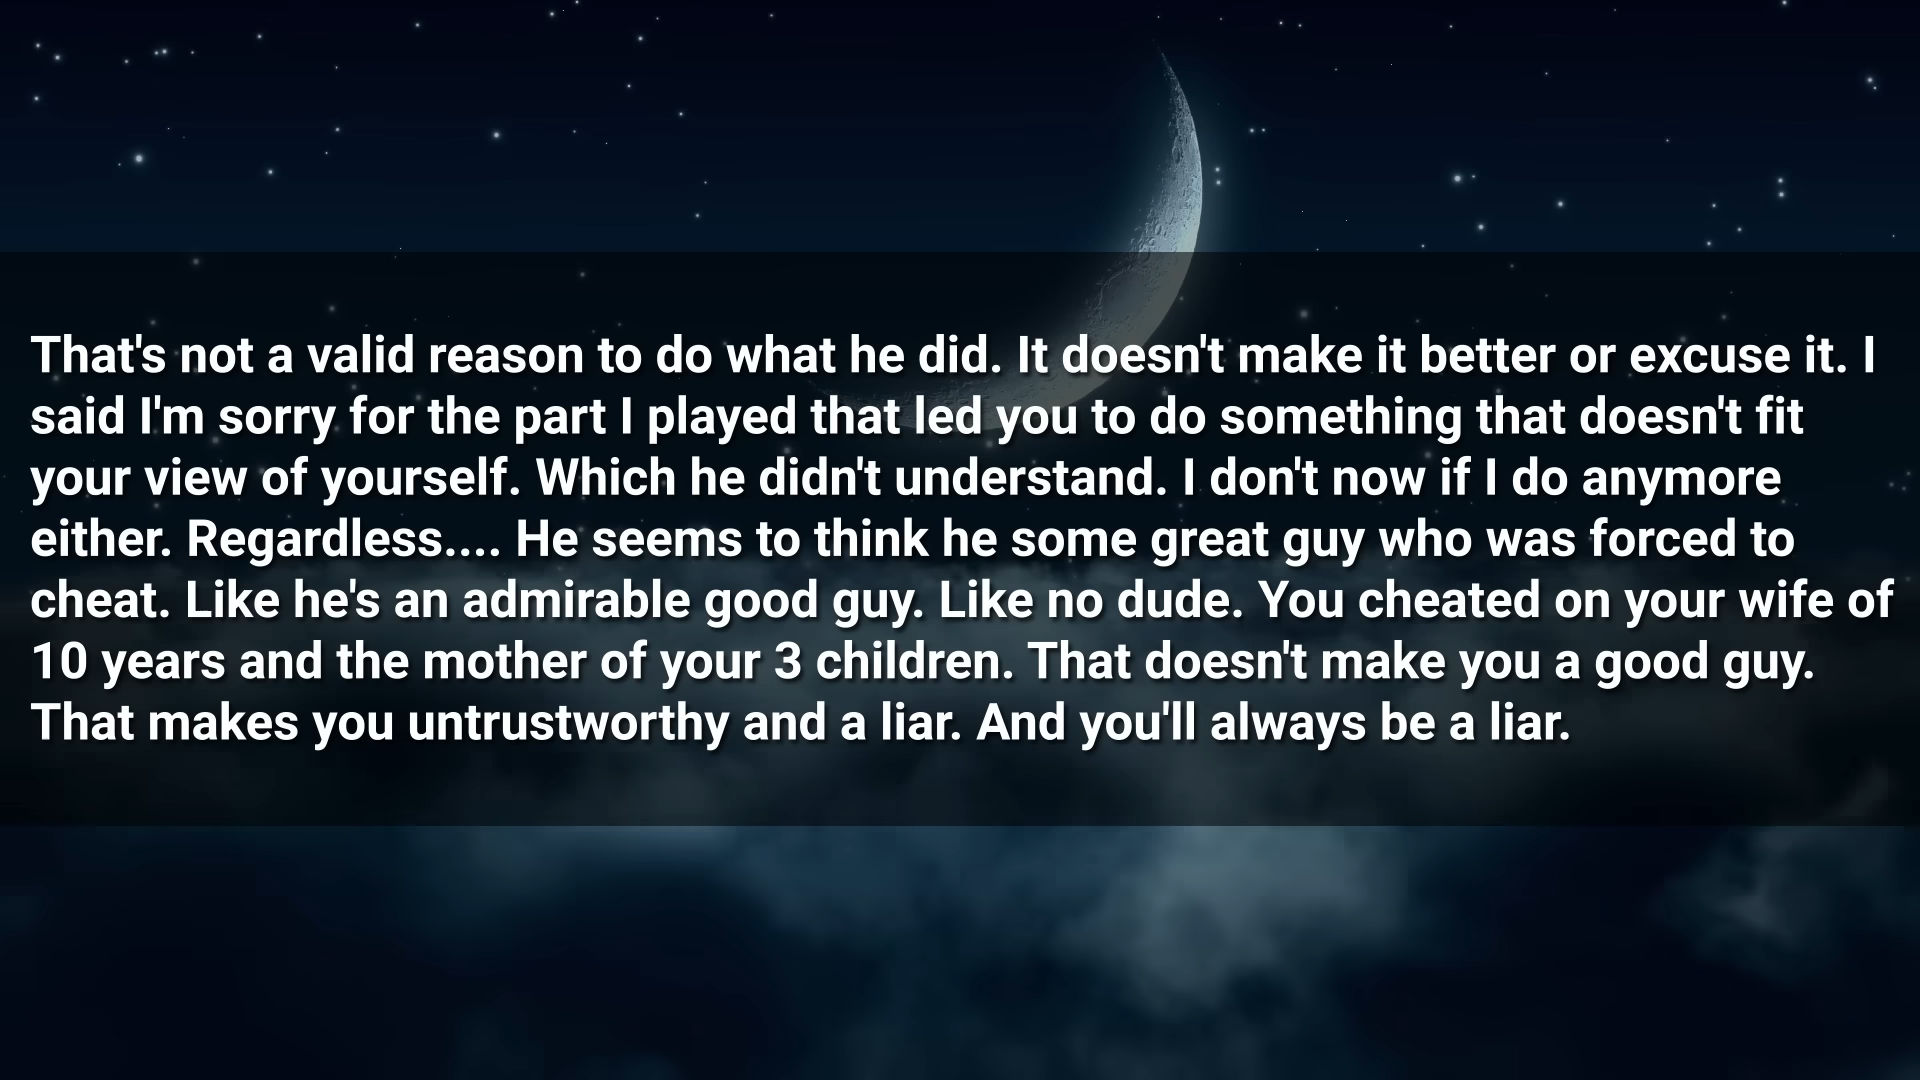 That's not a valid reason to do what he did. It doesn't make it better or excuse it. I
said I'm sorry for the part I played that led you to do something that doesn't fit
your view of yourself. Which he didn't understand. I don't now if I do anymore
either. Regardless.... He seems to think he some great guy who was forced to
cheat. Like he's an admirable good guy. Like no dude. You cheated on your wife of
10 years and the mother of your 3 children. That doesn't make you a good guy.
That makes you untrustworthy and a liar. And you'll always be a liar.